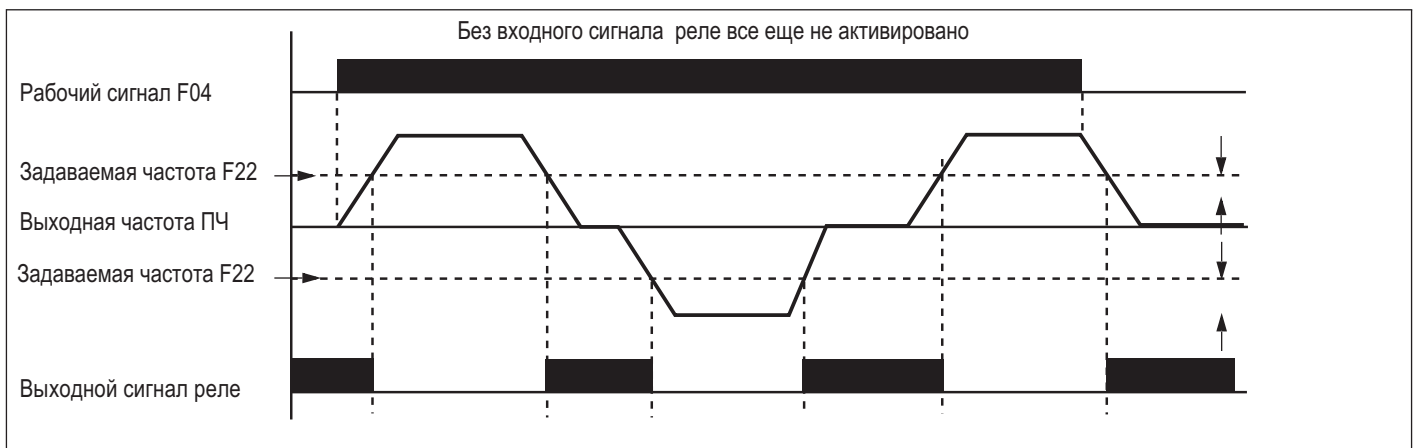 Без входного сигнала реле все еще не активировано
Рабочий сигнал F04
Задаваемая частота F22
Выходная частота ПЧ
Задаваемая частота F22
Выходной сигнал реле